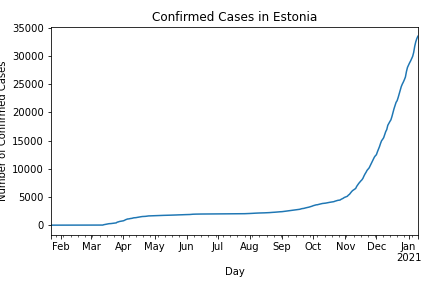 Confirmed Cases in Estonia
Number of Confirmed Cases
35000
30000
25000
20000
15000
10000
5000
0
Feb Mar Apr May Jun Jul Aug Sep Oct Nov Dec Jan
2021
Day